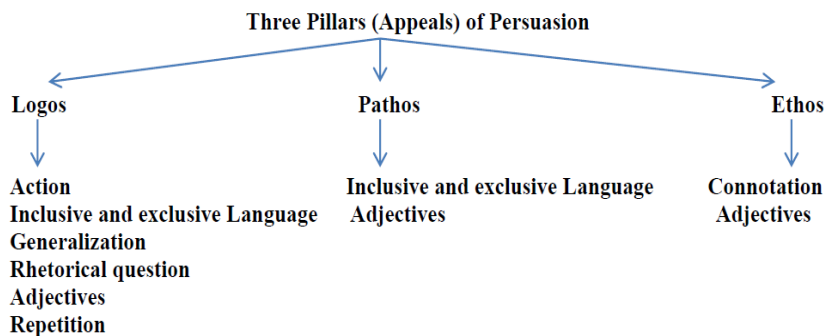 Three Pillars (Appeals) of Persuasion
Logos Pathos Ethos
Action Inclusive and exclusive Language Connotation
Inclusive and exclusive Language Adjectives Adjectives
Generalization
Rhetorical question
Adjectives
Repetition